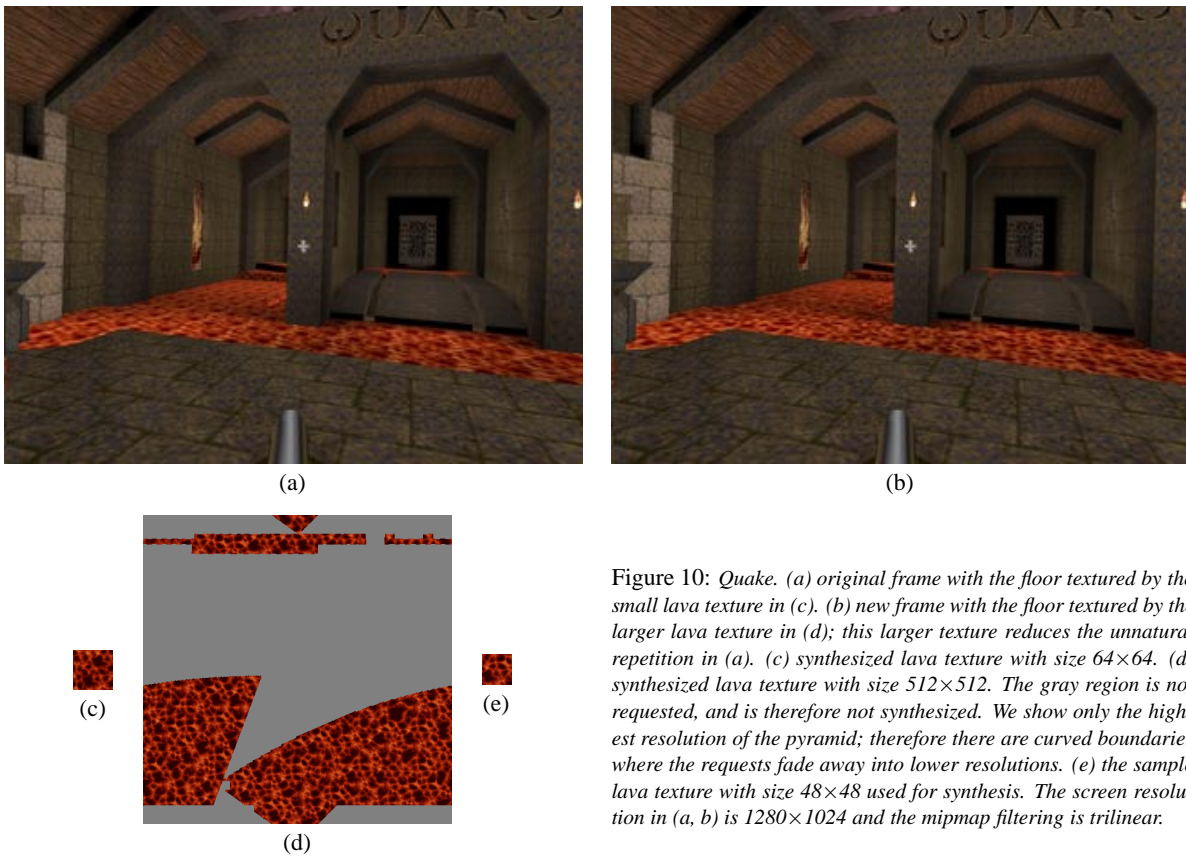 QUAKE
QUAKE
(a)
(b)
(c)
(e)
(d)
Figure 10: Quake. (a) original frame with the floor textured by the
small lava texture in (c). (b) new frame with the floor textured by the
larger lava texture in (d); this larger texture reduces the unnatura
repetition in (a). (c) synthesized lava texture with size 64×64. (d
synthesized lava texture with size 512×512. The gray region is no
requested, and is therefore not synthesized. We show only the high
est resolution of the pyramid; therefore there are curved boundarie
where the requests fade away into lower resolutions. (e) the sample
lava texture with size 48×48 used for synthesis. The screen resolu
tion in (a, b) is 1280×1024 and the mipmap filtering is trilinear.